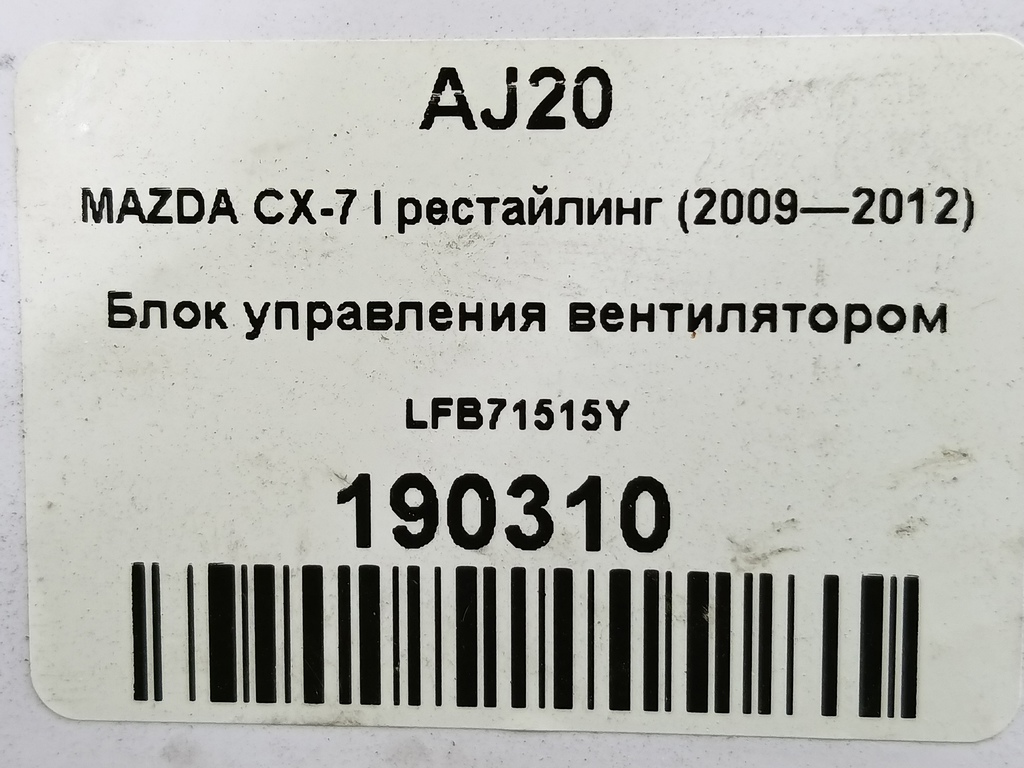 AJ20
MAZDA CX-7 I рестайлинг (2009—2012)
Блок управления вентилятором
LFB71515Y
190310